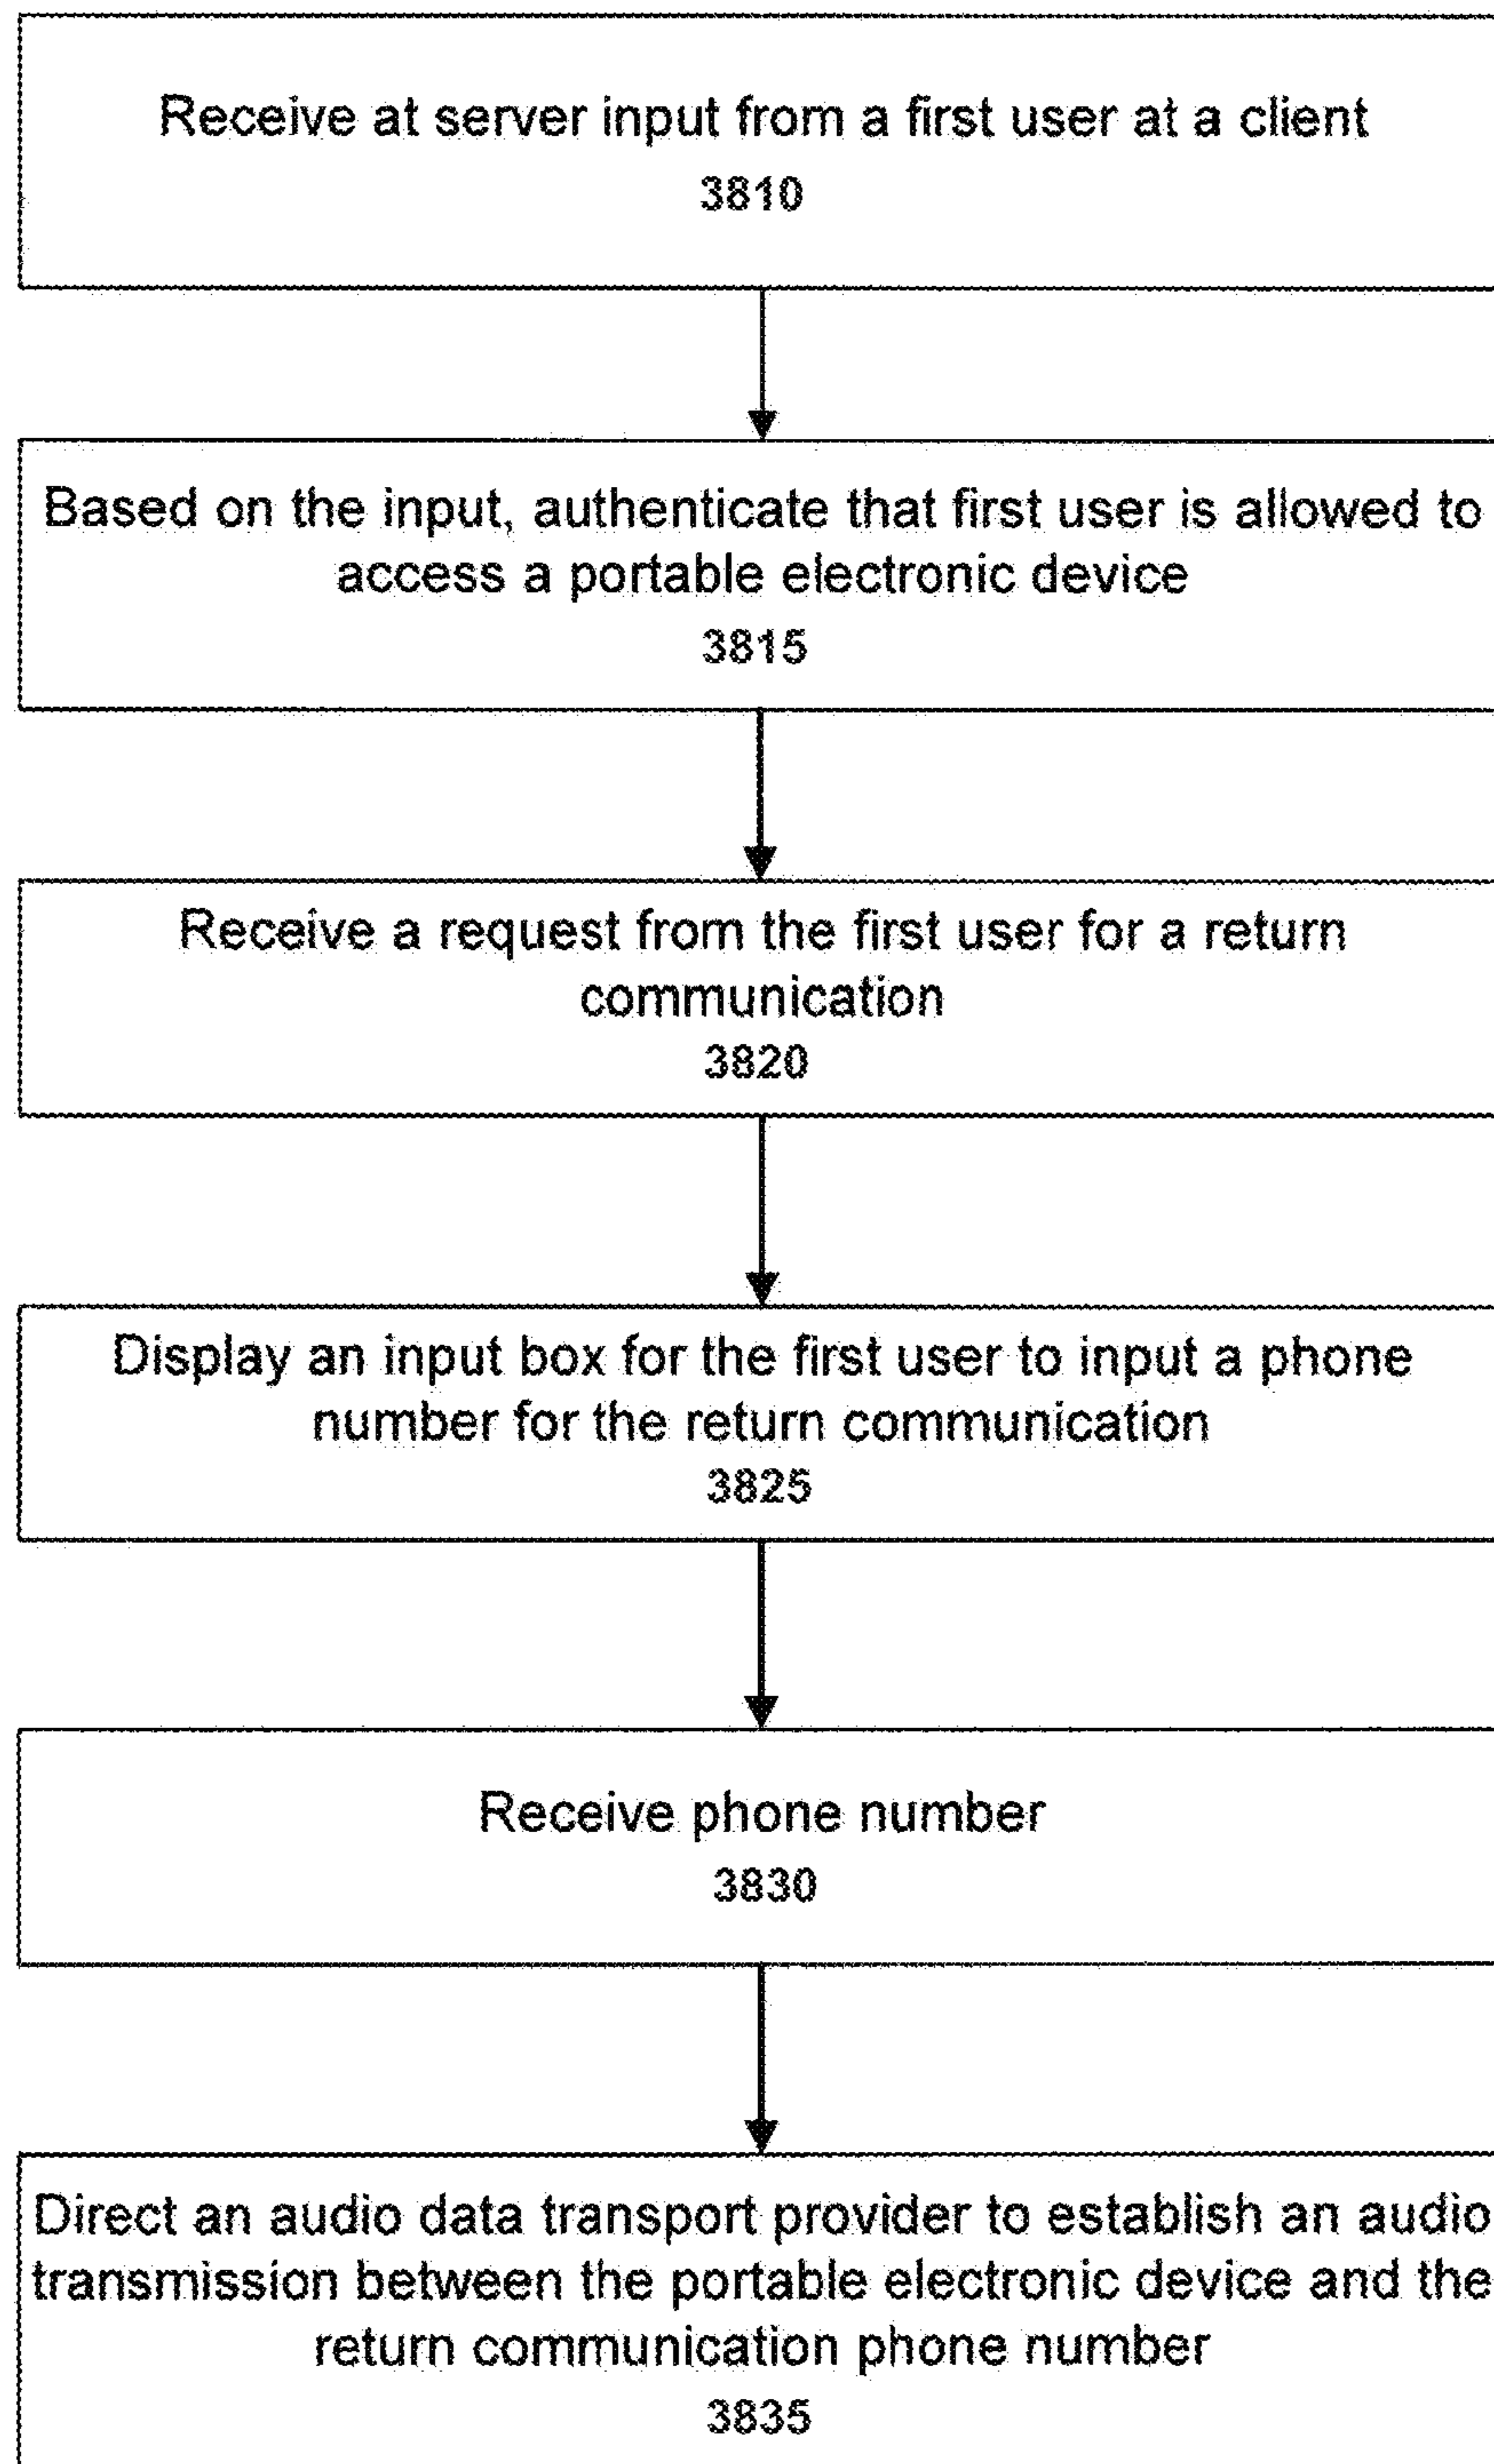 Receive at server input from a first user at a client
3810
Based on the input, authenticate that first user is allowed to
access a portable electronic device
3815
Receive a request from the first user for a return
communication
3820
Display an input box for the first user to input a phone
number for the return communication
3825
Receive phone number
3830
Direct an audio data transport provider to establish an audio
transmission between the portable electronic device and the
return communication phone number
3835